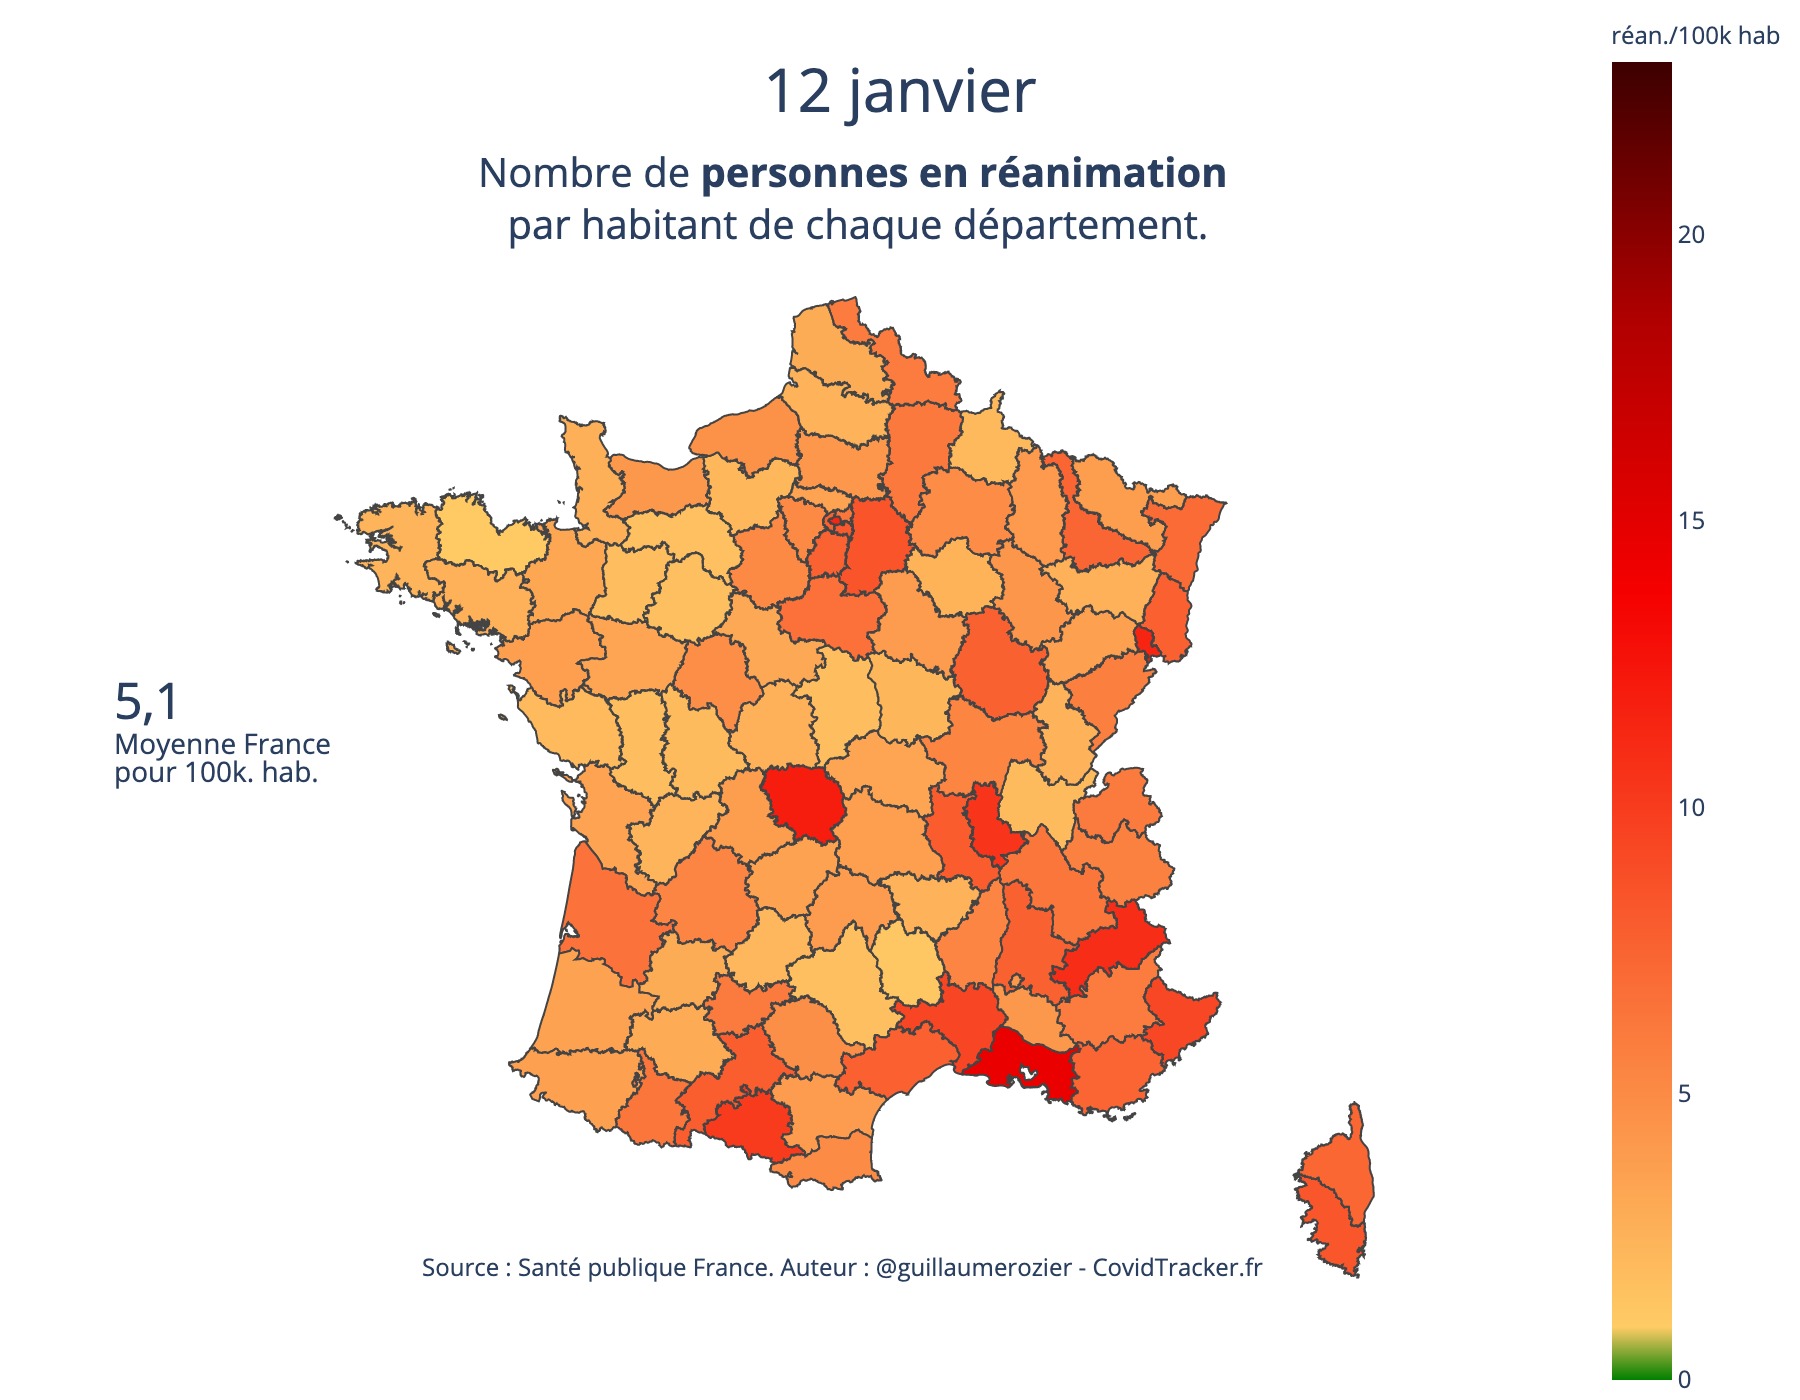 réan./100k hab
12 janvier
Nombre de personnes en réanimation
par habitant de chaque département.
20
15
10
5
0
5,1
Moyenne France
pour 100k. hab.
Source : Santé publique France. Auteur : @guillaumerozier - CovidTracker.fr